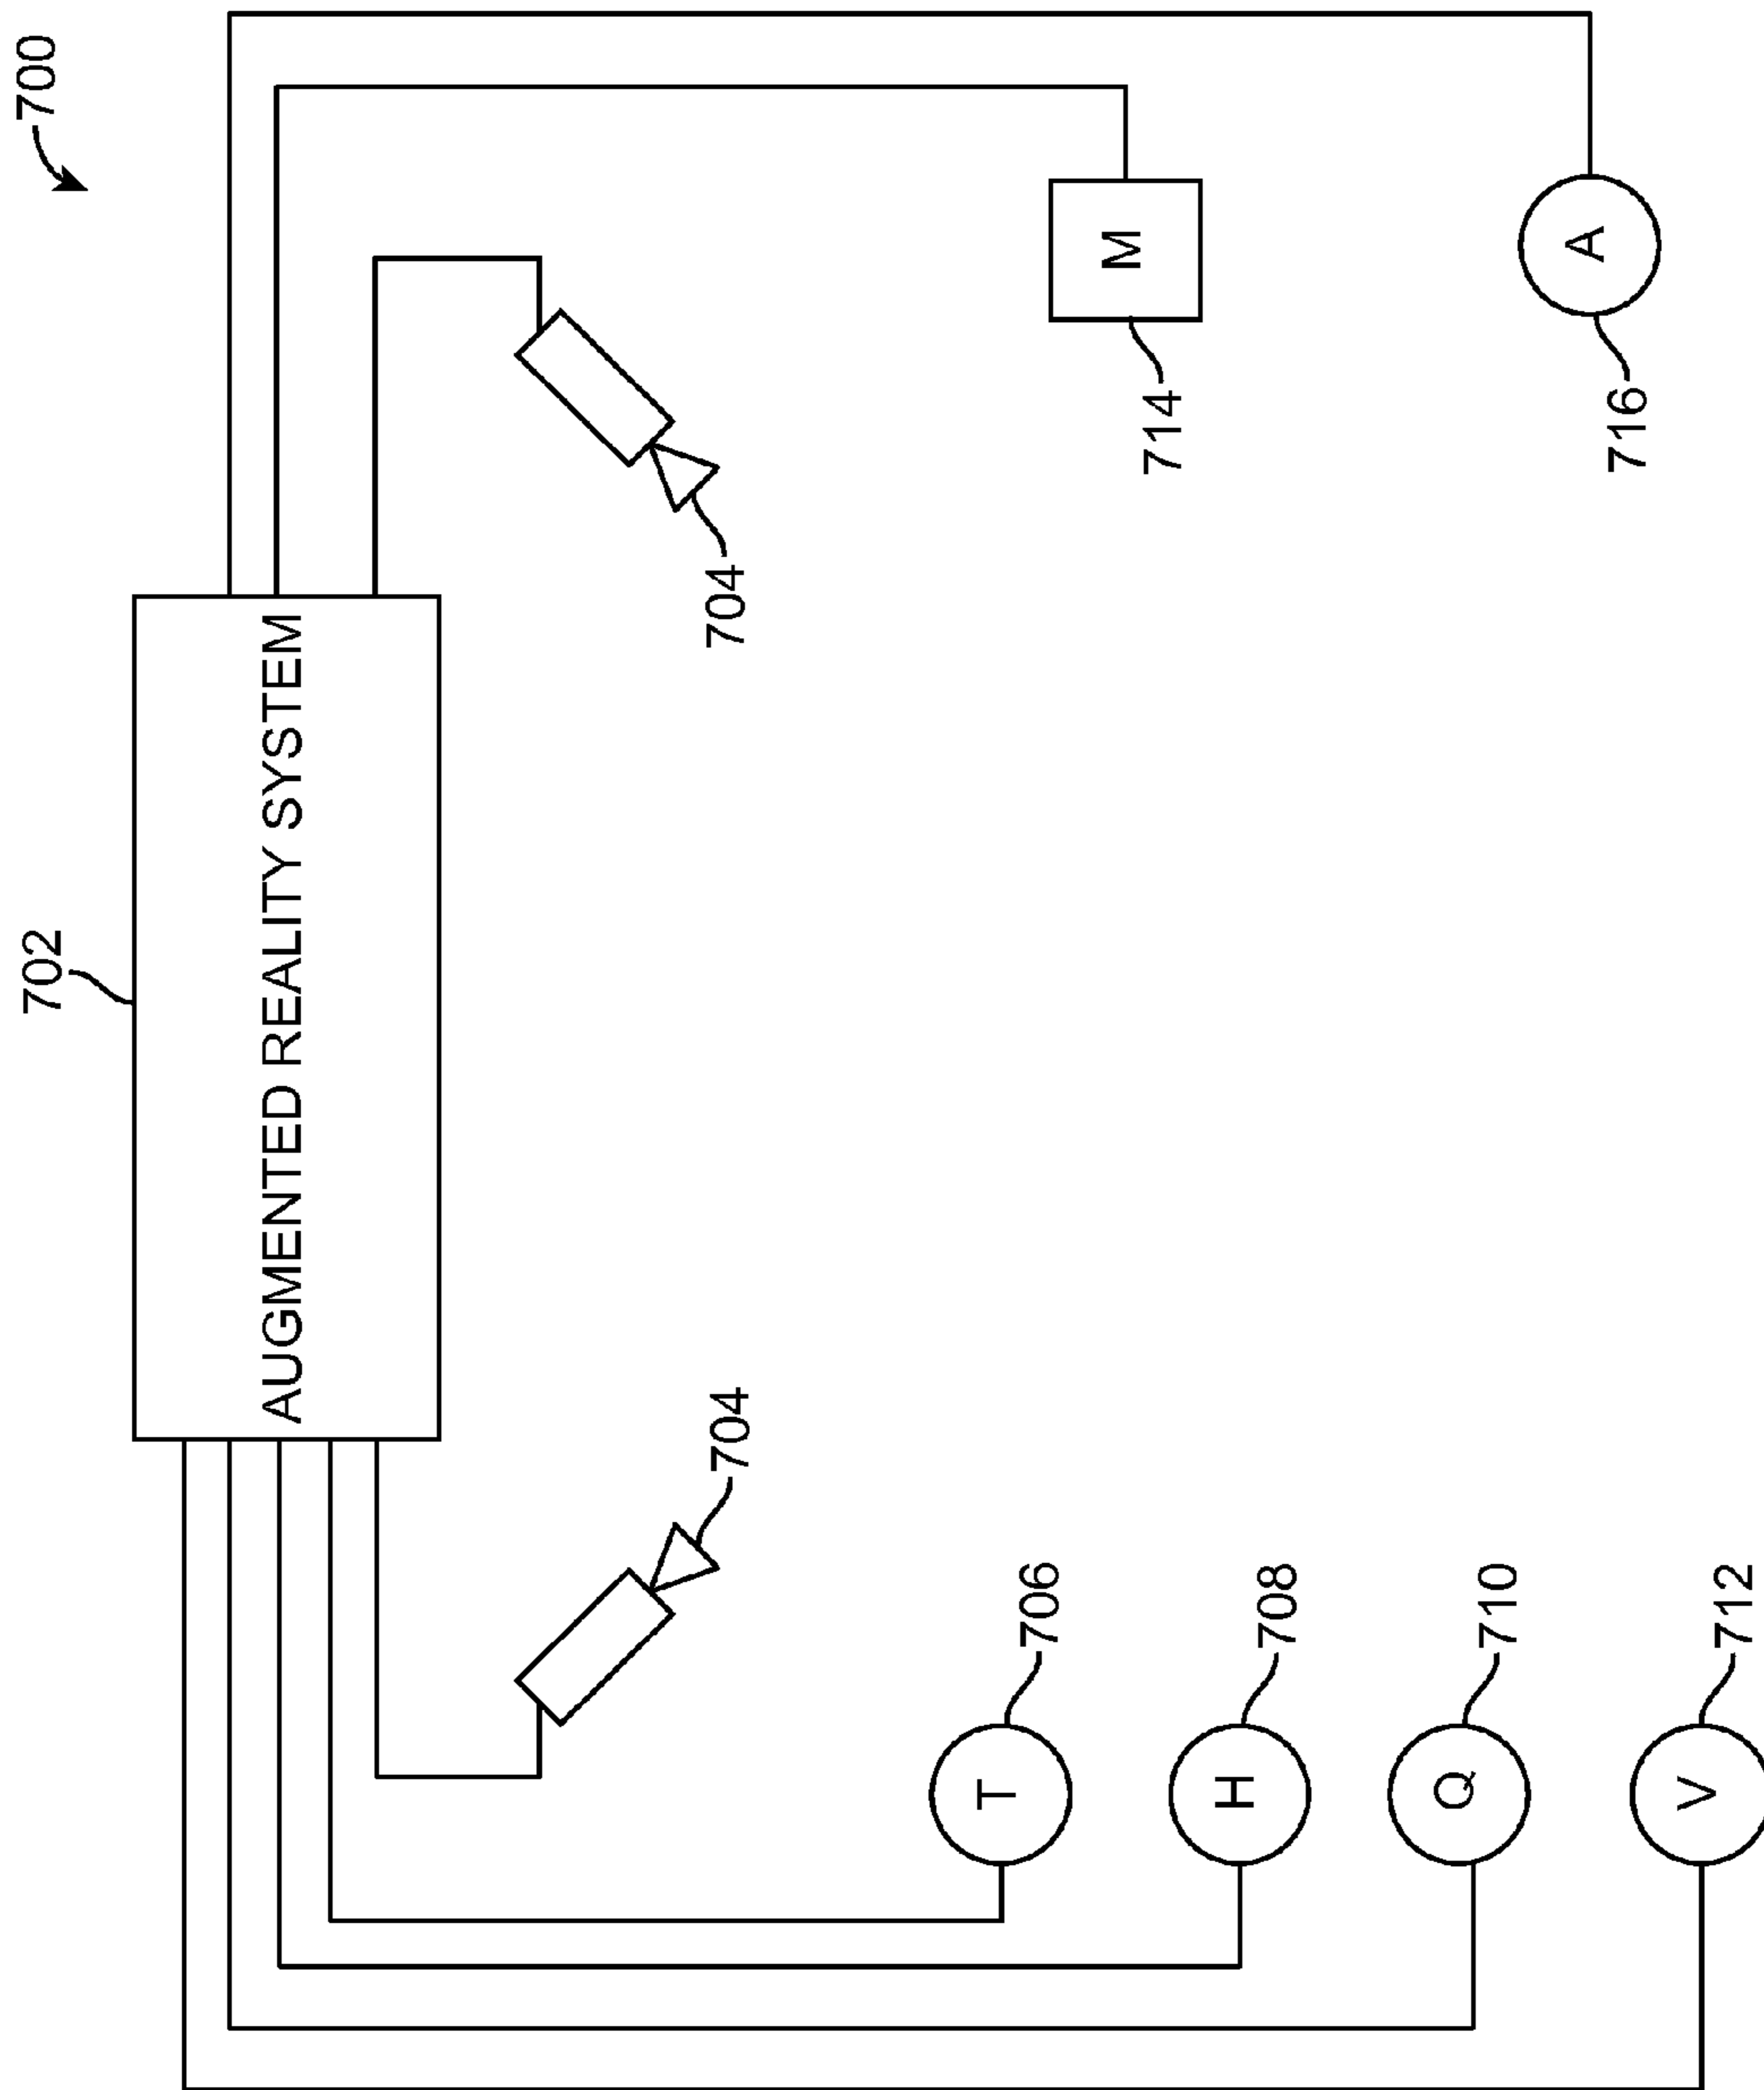 700
702
AUGMENTED REALITY SYSTEM
704
704
T
706
H
708
Q
710
V
712
M
714
A
716